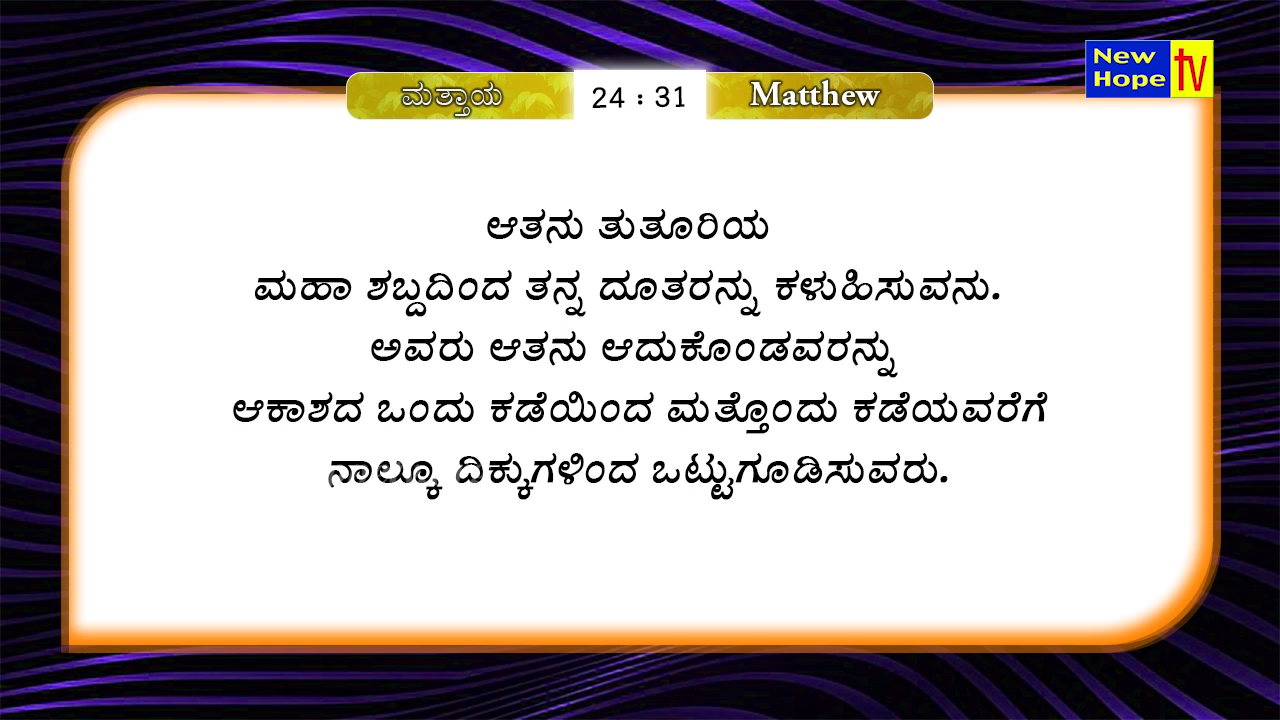 New
Hope
tv
ಮತ್ತಾಯ 24 : 31 Matthew
ಆತನು ತುತೂರಿಯ
ಮಹಾ ಶಬ್ದದಿಂದ ತನ್ನ ದೂತರನ್ನು ಕಳುಹಿಸುವನು.
ಅವರು ಆತನು ಆದುಕೊಂಡವರನ್ನು
ಆಕಾಶದ ಒಂದು ಕಡೆಯಿಂದ ಮತ್ತೊಂದು ಕಡೆಯವರೆಗೆ
ನಾಲ್ಕೂ ದಿಕ್ಕುಗಳಿಂದ ಒಟ್ಟುಗೂಡಿಸುವರು.